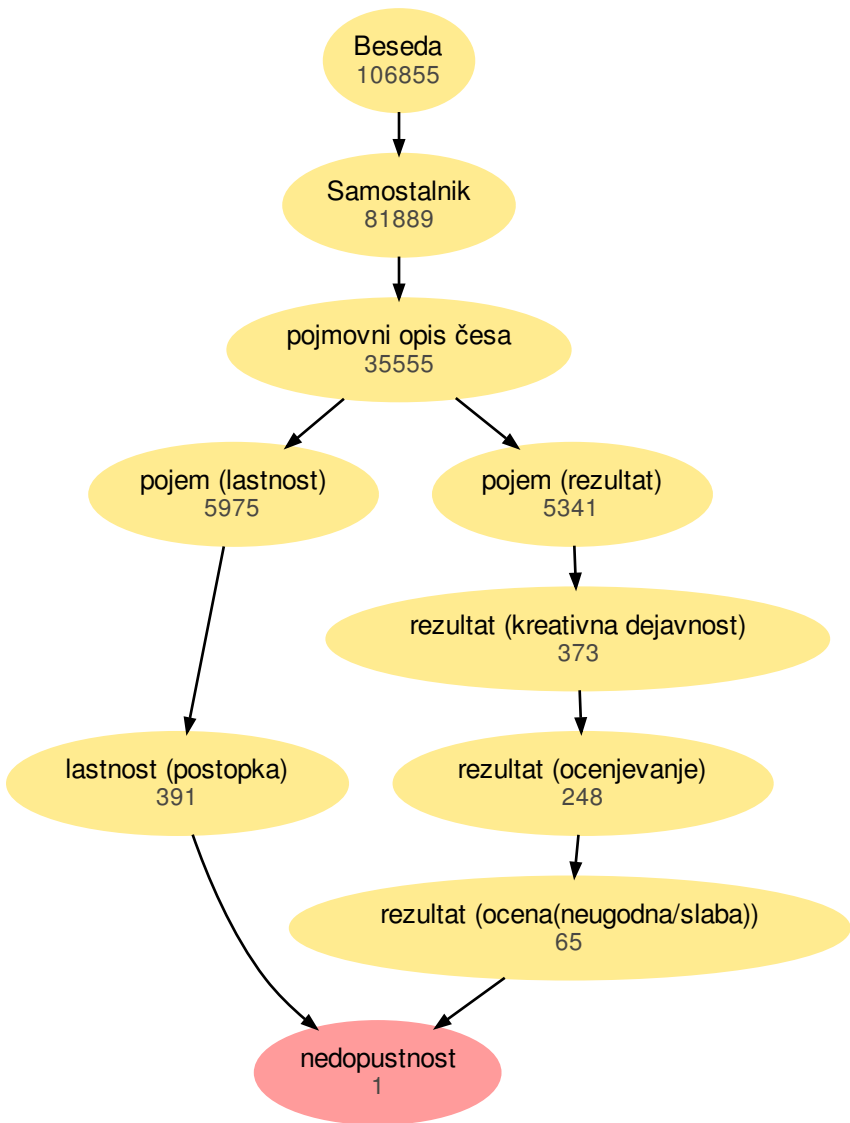 Beseda
106855
Samostalnik
81889
pojmovni opis česa
35555
pojem (lastnost)
5975
pojem (rezultat)
5341
rezultat (kreativna dejavnost)
373
lastnost (postopka)
391
rezultat (ocenjevanje)
248
rezultat (ocena(neugodna/slaba))
65
nedopustnost
1